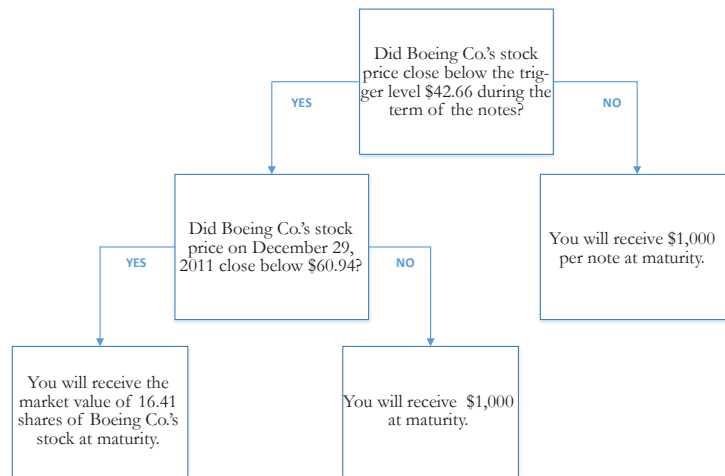 Did Boeing Co.'s stock
price close below the trig-
ger level $42.66 during the
term of the notes?
YES
NO
Did Boeing Co.'s stock
price on December 29,
2011 close below $60.94?
You will receive $1,000
per note at maturity.
YES
NO
You will receive the
market value of 16.41
shares of Boeing Co.'s
stock at maturity.
You will receive $1,000
at maturity.